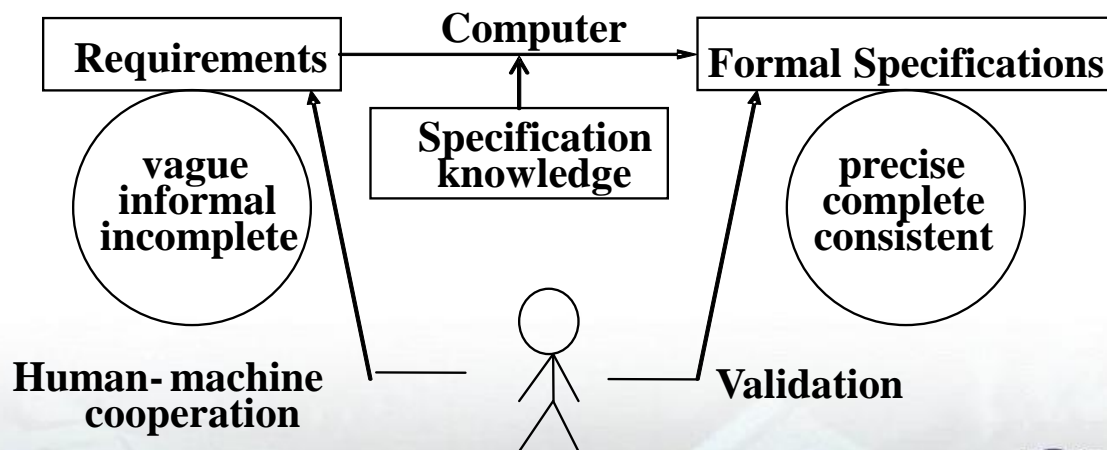 Computer
Requirements
Formal Specifications
Specification
knowledge
vague
informal
incomplete
precise
complete
consistent
Human-machine
cooperation
Validation